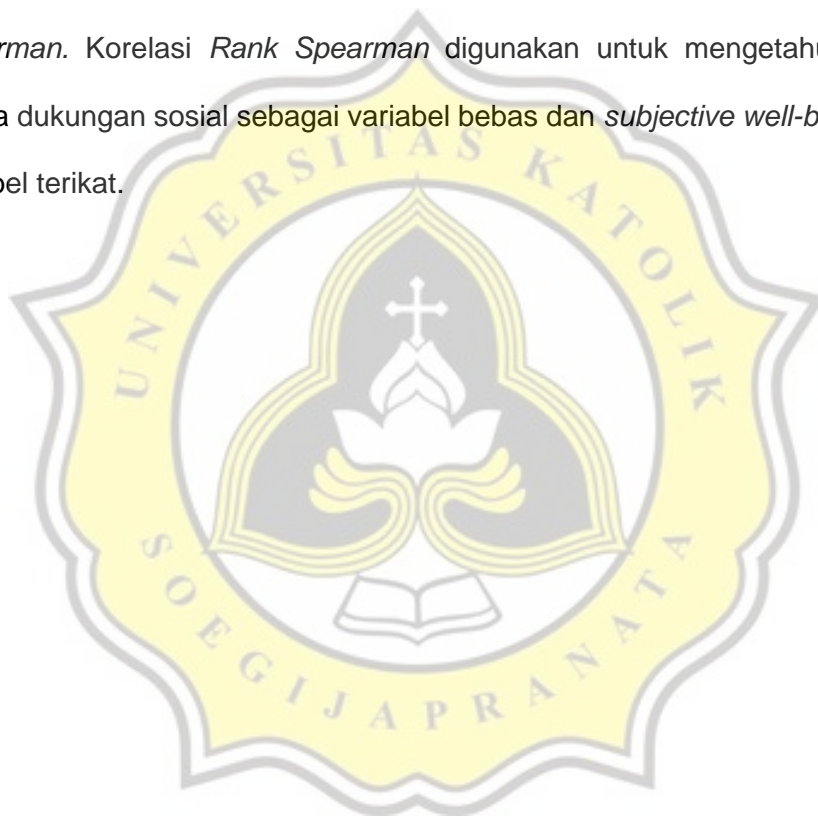 rman. Korelasi Rank Spearman digunakan untuk mengetahu
a dukungan sosial sebagai variabel bebas dan subjective well-b
bel terikat.
UNIVERSITAS KATOLIK
SOEGIJAPRANATA